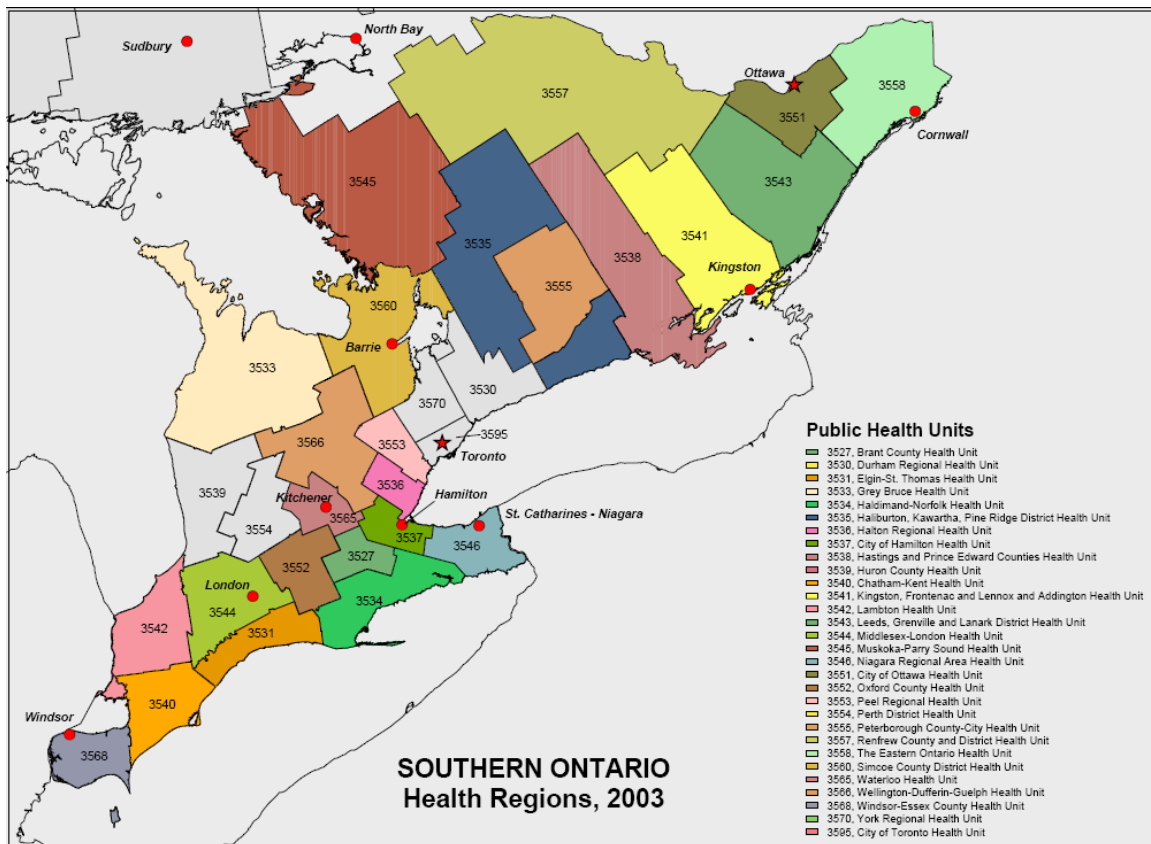 North Bay
Sudbury
Ottawa
3558
3557
3551
Cornwall
3545
3543
3541
3535
3538
Kingston
3555
3560
Barrie
3533
3530
3570
3595
3553
Toronto
3566
3536
3539
Kitchener
Hamilton
3565
St. Catharines - Niagara
3554
3537
3546
3527
3552
London
3534
3544
3542
3531
3540
Windsor
3568
SOUTHERN ONTARIO
Health Regions, 2003
Public Health Units
3527, Brant County Health Unit
3530, Durham Regional Health Unit
3531, Elgin-St. Thomas Health Unit
3533, Grey Bruce Health Unit
3534, Haldimand-Norfolk Health Unit
3535, Haliburton, Kawartha, Pine Ridge District Health Unit
3536, Halton Regional Health Unit
3537, City of Hamilton Health Unit
3538, Hastings and Prince Edward Counties Health Unit
3539, Huron County Health Unit
3540, Chatham-Kent Health Unit
3541, Kingston, Frontenac and Lennox and Addington Health Unit
3542, Lambton Health Unit
3543, Leeds, Grenville and Lanark District Health Unit
3544, Middlesex-London Health Unit
3545, Muskoka-Parry Sound Health Unit
3546, Niagara Regional Area Health Unit
3551, City of Ottawa Health Unit
3552, Oxford County Health Unit
3553, Peel Regional Health Unit
3554, Perth District Health Unit
3555, Peterborough County-City Health Unit
3557, Renfrew County and District Health Unit
3558, The Eastern Ontario Health Unit
3560, Simcoe County District Health Unit
3565, Waterloo Health Unit
3566, Wellington-Dufferin-Guelph Health Unit
3568, Windsor-Essex County Health Unit
3570, York Regional Health Unit
3595, City of Toronto Health Unit